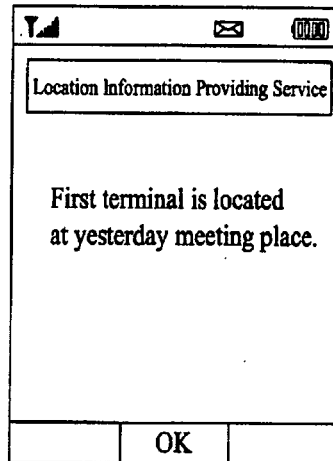 Location Information Providing Service
First terminal is located
at yesterday meeting place.
OK